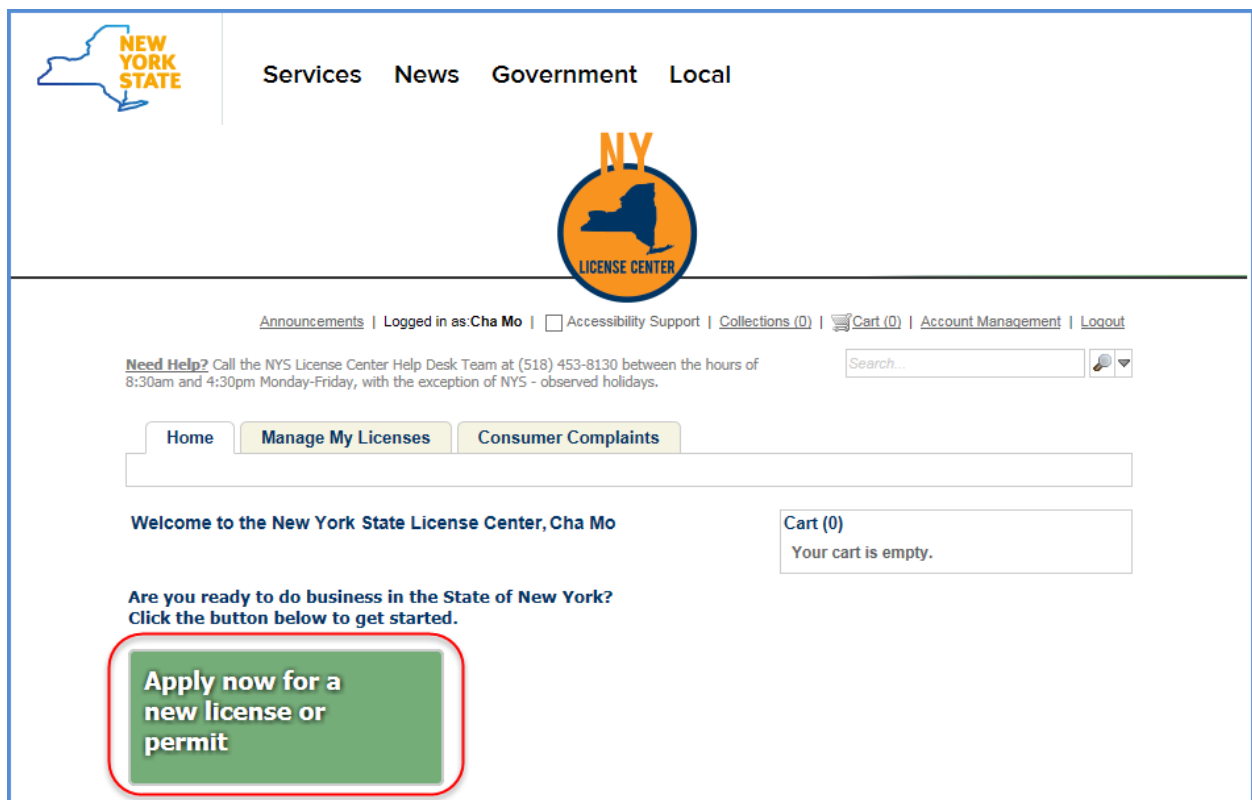 NEW
YORK
STATE
Services News Government Local
NY
LICENSE CENTER
Announcements | Logged in as:Cha Mo | Accessibility Support | Collections (0) | Cart (0) | Account Management | Logout
Need Help? Call the NYS License Center Help Desk Team at (518) 453-8130 between the hours of
8:30am and 4:30pm Monday-Friday, with the exception of NYS - observed holidays.
Search...
Home Manage My Licenses Consumer Complaints
Welcome to the New York State License Center, Cha Mo
Cart (0)
Your cart is empty.
Are you ready to do business in the State of New York?
Click the button below to get started.
Apply now for a
new license or
permit